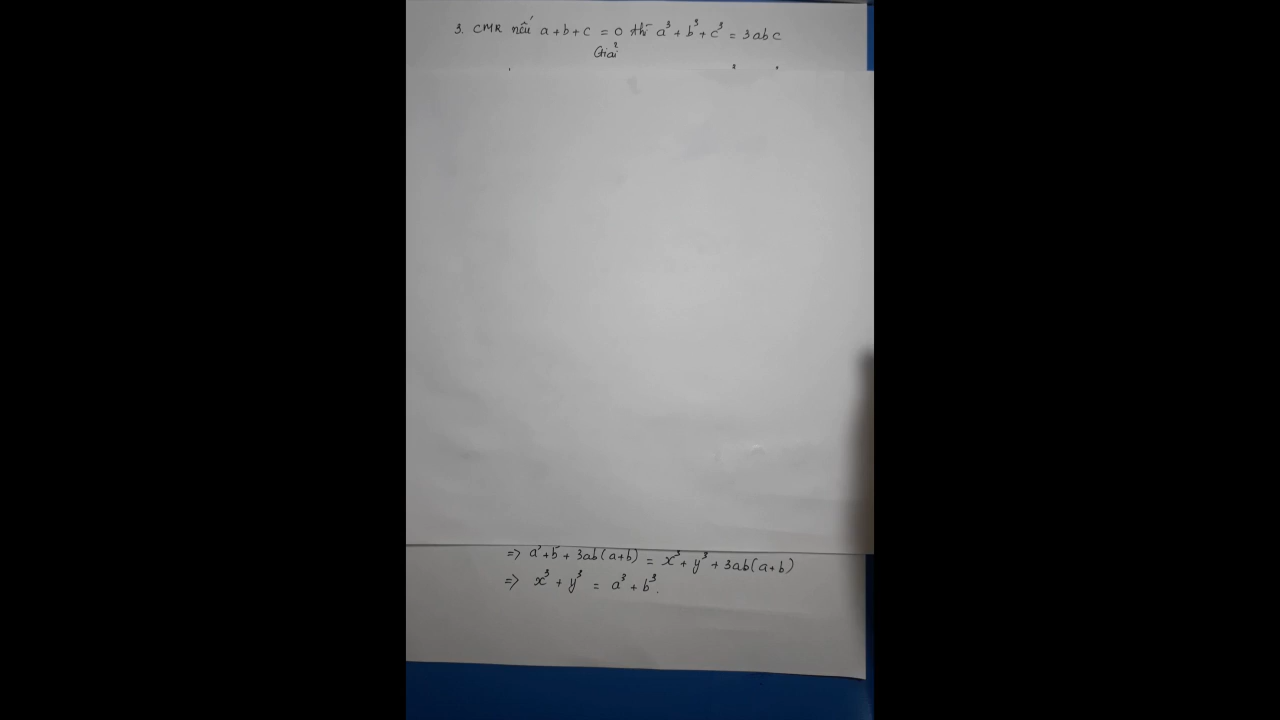 3. CMR nếu a+b+c = 0 thì a³ + b³ + c³ = 3abc
Giải
=> a³+b³ + 3ab(a+b) = x³ + y³ + 3ab(a+b)
=> x³ + y³ = a³ + b³.